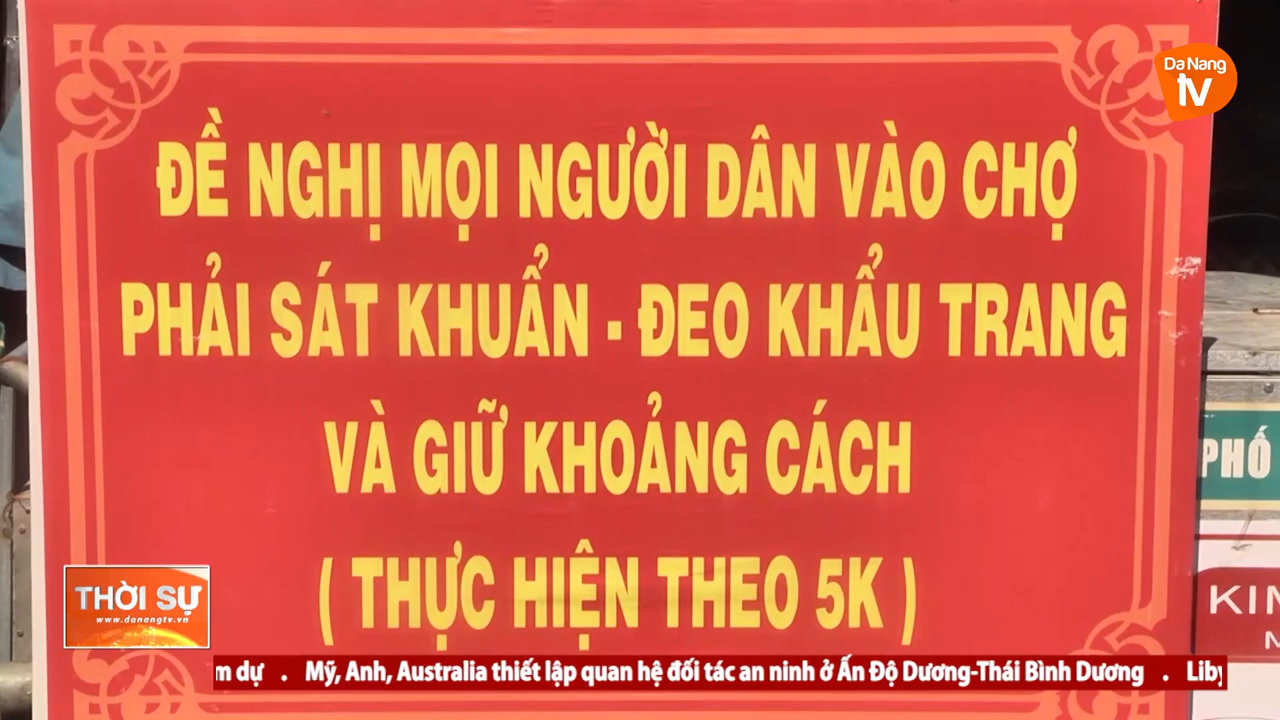 Da Nang
tv
ĐỀ NGHỊ MỌI NGƯỜI DÂN VÀO CHỢ
PHẢI SÁT KHUẨN - ĐEO KHẨU TRANG
VÀ GIỮ KHOẢNG CÁCH
( THỰC HIỆN THEO 5K )
PHỐ
KIN
THỜI SỰ
www.danangtv.vn
m dự . Mỹ, Anh, Australia thiết lập quan hệ đối tác an ninh ở Ấn Độ Dương-Thái Bình Dương . Liby